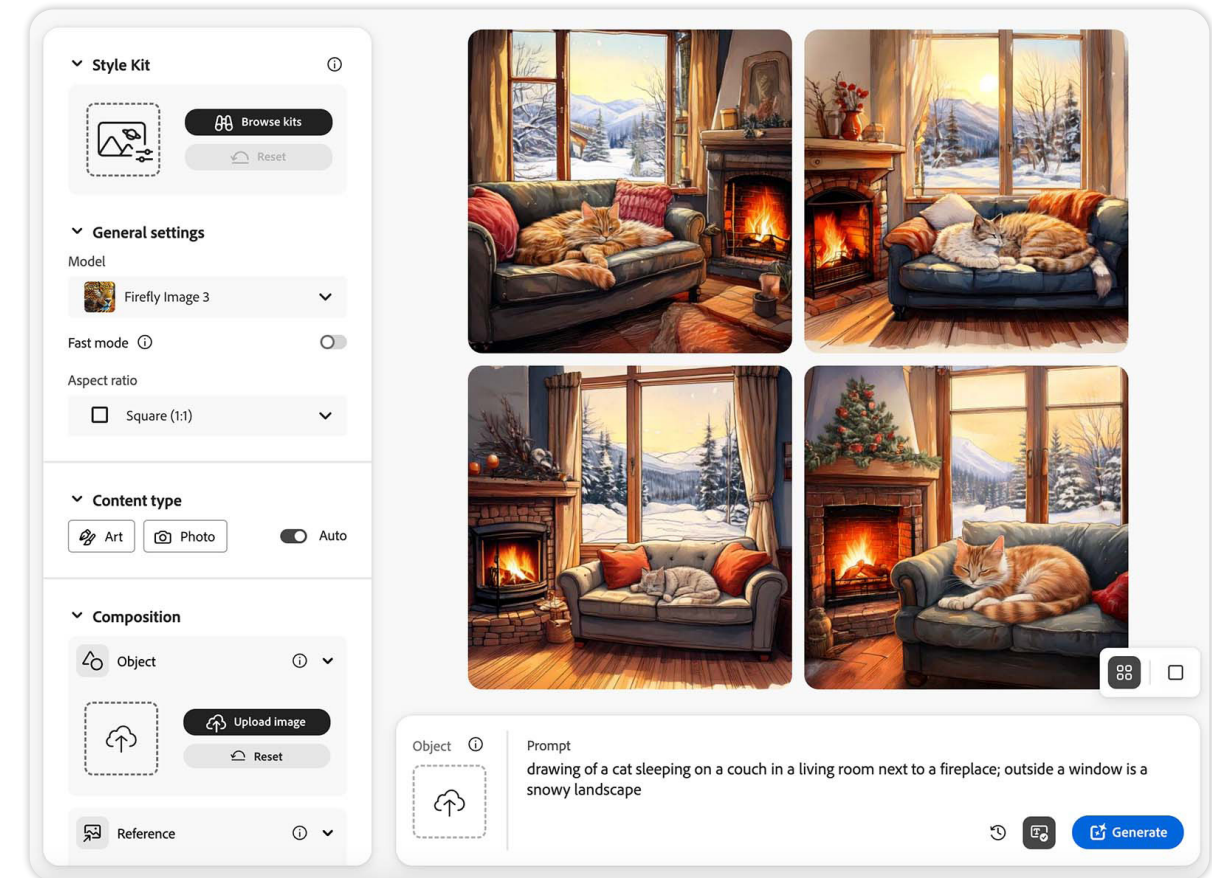 Style Kit
Browse kits
Reset
General settings
Model
Firefly Image 3
Fast mode
Aspect ratio
Square (1:1)
Content type
Art
Photo
Auto
Composition
Object
Upload image
Reset
Reference
Object
Prompt
drawing of a cat sleeping on a couch in a living room next to a fireplace; outside a window is a
snowy landscape
Generate